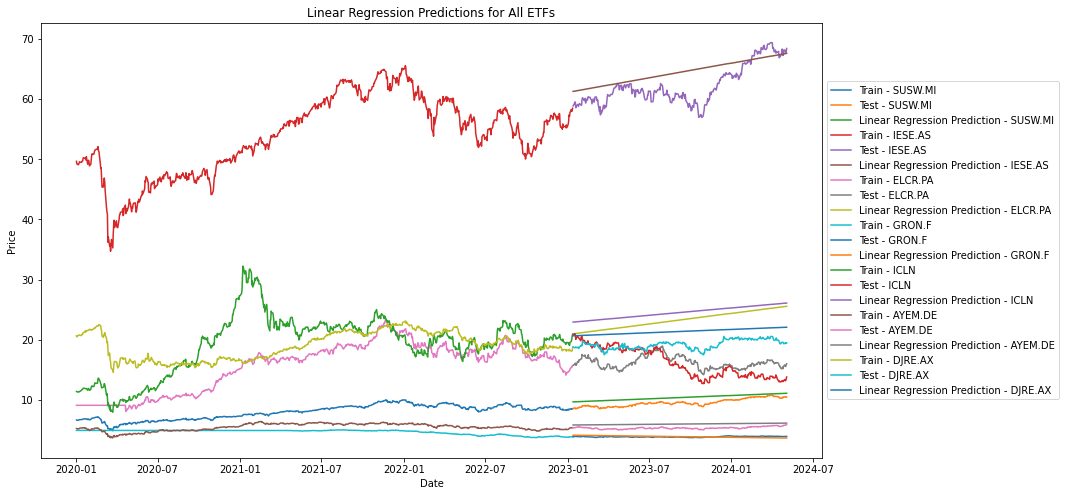 Linear Regression Predictions for All ETFs
70
60
50
40
30
20
10
Price
2020-01
2020-07
2021-01
2021-07
2022-01
2022-07
2023-01
2023-07
2024-01
2024-07
Date
Train - SUSW.MI
Test - SUSW.MI
Linear Regression Prediction - SUSW.MI
Train - IESE.AS
Test - IESE.AS
Linear Regression Prediction - IESE.AS
Train - ELCR.PA
Test - ELCR.PA
Linear Regression Prediction - ELCR.PA
Train - GRON.F
Test - GRON.F
Linear Regression Prediction - GRON.F
Train - ICLN
Test - ICLN
Linear Regression Prediction - ICLN
Train - AYEM.DE
Test - AYEM.DE
Linear Regression Prediction - AYEM.DE
Train - DJRE.AX
Test - DJRE.AX
Linear Regression Prediction - DJRE.AX